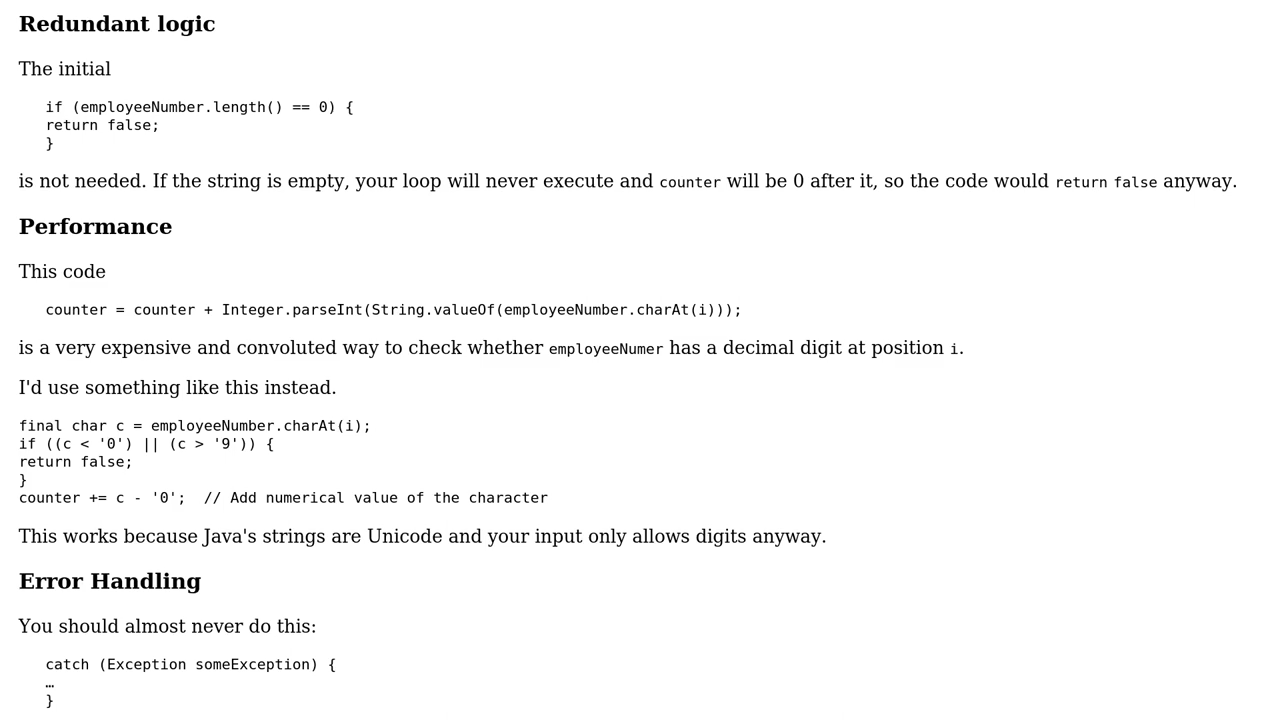 Redundant logic
The initial
if (employeeNumber.length() == 0) {
return false;
}
is not needed. If the string is empty, your loop will never execute and counter will be 0 after it, so the code would return false anyway.
Performance
This code
counter = counter + Integer.parseInt(String.valueOf(employeeNumber.charAt(i)));
is a very expensive and convoluted way to check whether employeeNumer has a decimal digit at position i.
I'd use something like this instead.
final char c = employeeNumber.charAt(i);
if ((c < '0') || (c > '9')) {
return false;
}
counter += c - '0';  // Add numerical value of the character
This works because Java's strings are Unicode and your input only allows digits anyway.
Error Handling
You should almost never do this:
catch (Exception someException) {
…
}